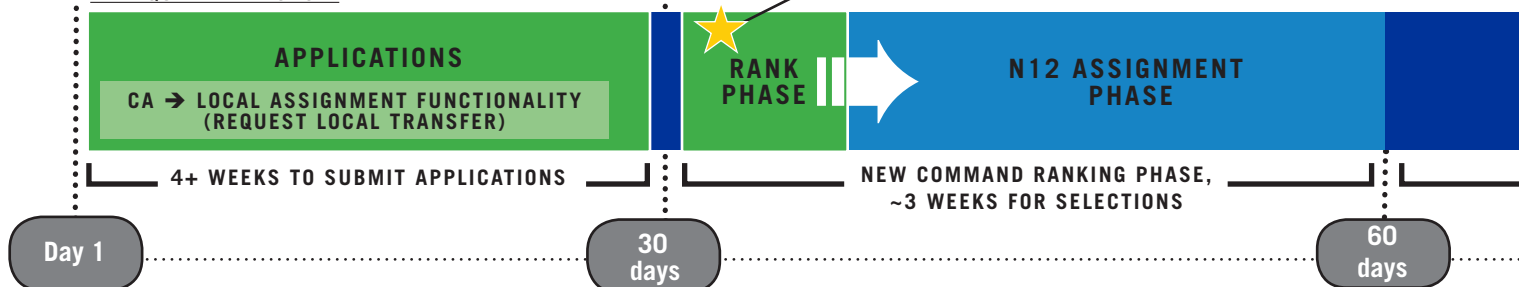 APPLICATIONS
CA ➔ LOCAL ASSIGNMENT FUNCTIONALITY
(REQUEST LOCAL TRANSFER)
RANK
PHASE
N12 ASSIGNMENT
PHASE
4+ WEEKS TO SUBMIT APPLICATIONS
NEW COMMAND RANKING PHASE,
~3 WEEKS FOR SELECTIONS
Day 1
30
days
60
days